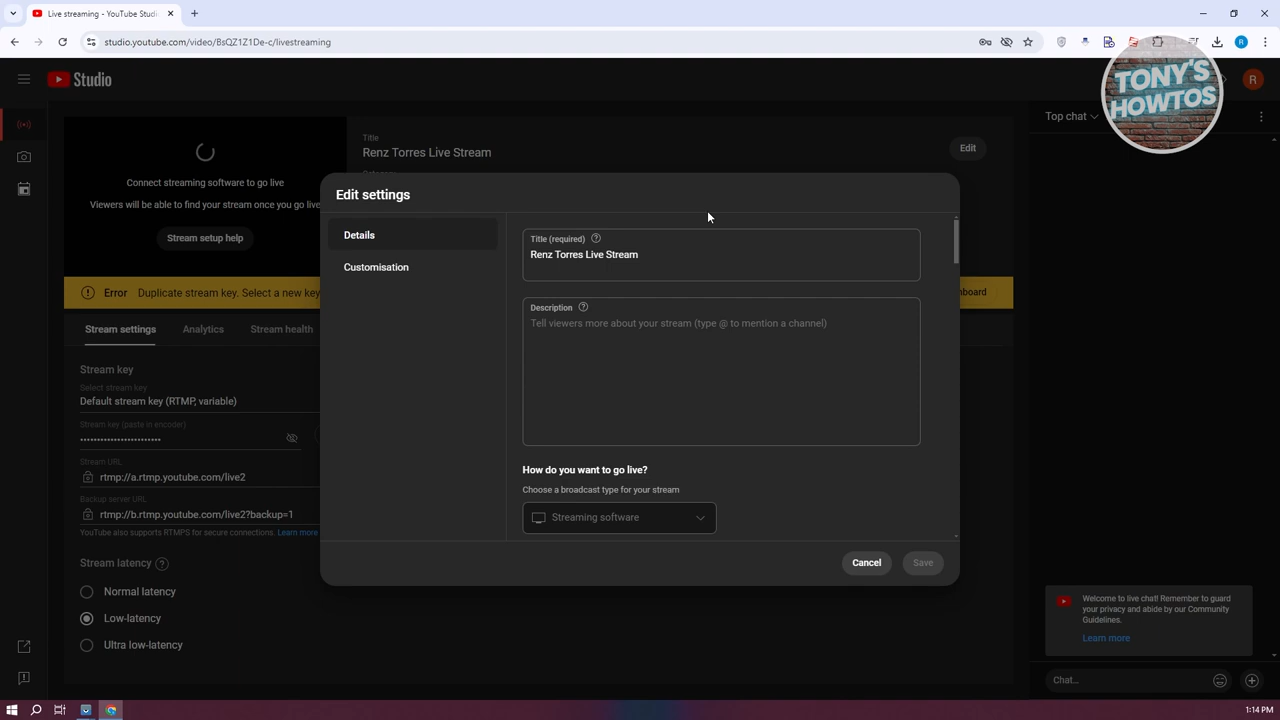 Live streaming - YouTube Studi
studio.youtube.com/video/BsQZ1Z1De-c/livestreaming
R
Studio
R
TONY'S
HOWTOS
Top chat
Title
Renz Torres Live Stream
Edit
Connect streaming software to go live
Viewers will be able to find your stream once you go live
Stream setup help
Error Duplicate stream key. Select a new key
Stream settings Analytics Stream health
Stream key
Select stream key
Default stream key (RTMP, variable)
Stream key (paste in encoder)
••••••••••••••••••••••••
Stream URL
rtmp://a.rtmp.youtube.com/live2
Backup server URL
rtmp://b.rtmp.youtube.com/live2?backup=1
YouTube also supports RTMPS for secure connections. Learn more
Stream latency
Normal latency
Low-latency
Ultra low-latency
Edit settings
Details
Customisation
Title (required)
Renz Torres Live Stream
Description
Tell viewers more about your stream (type @ to mention a channel)
How do you want to go live?
Choose a broadcast type for your stream
Streaming software
Cancel Save
Welcome to live chat! Remember to guard
your privacy and abide by our Community
Guidelines.
Learn more
Chat...
1:14 PM